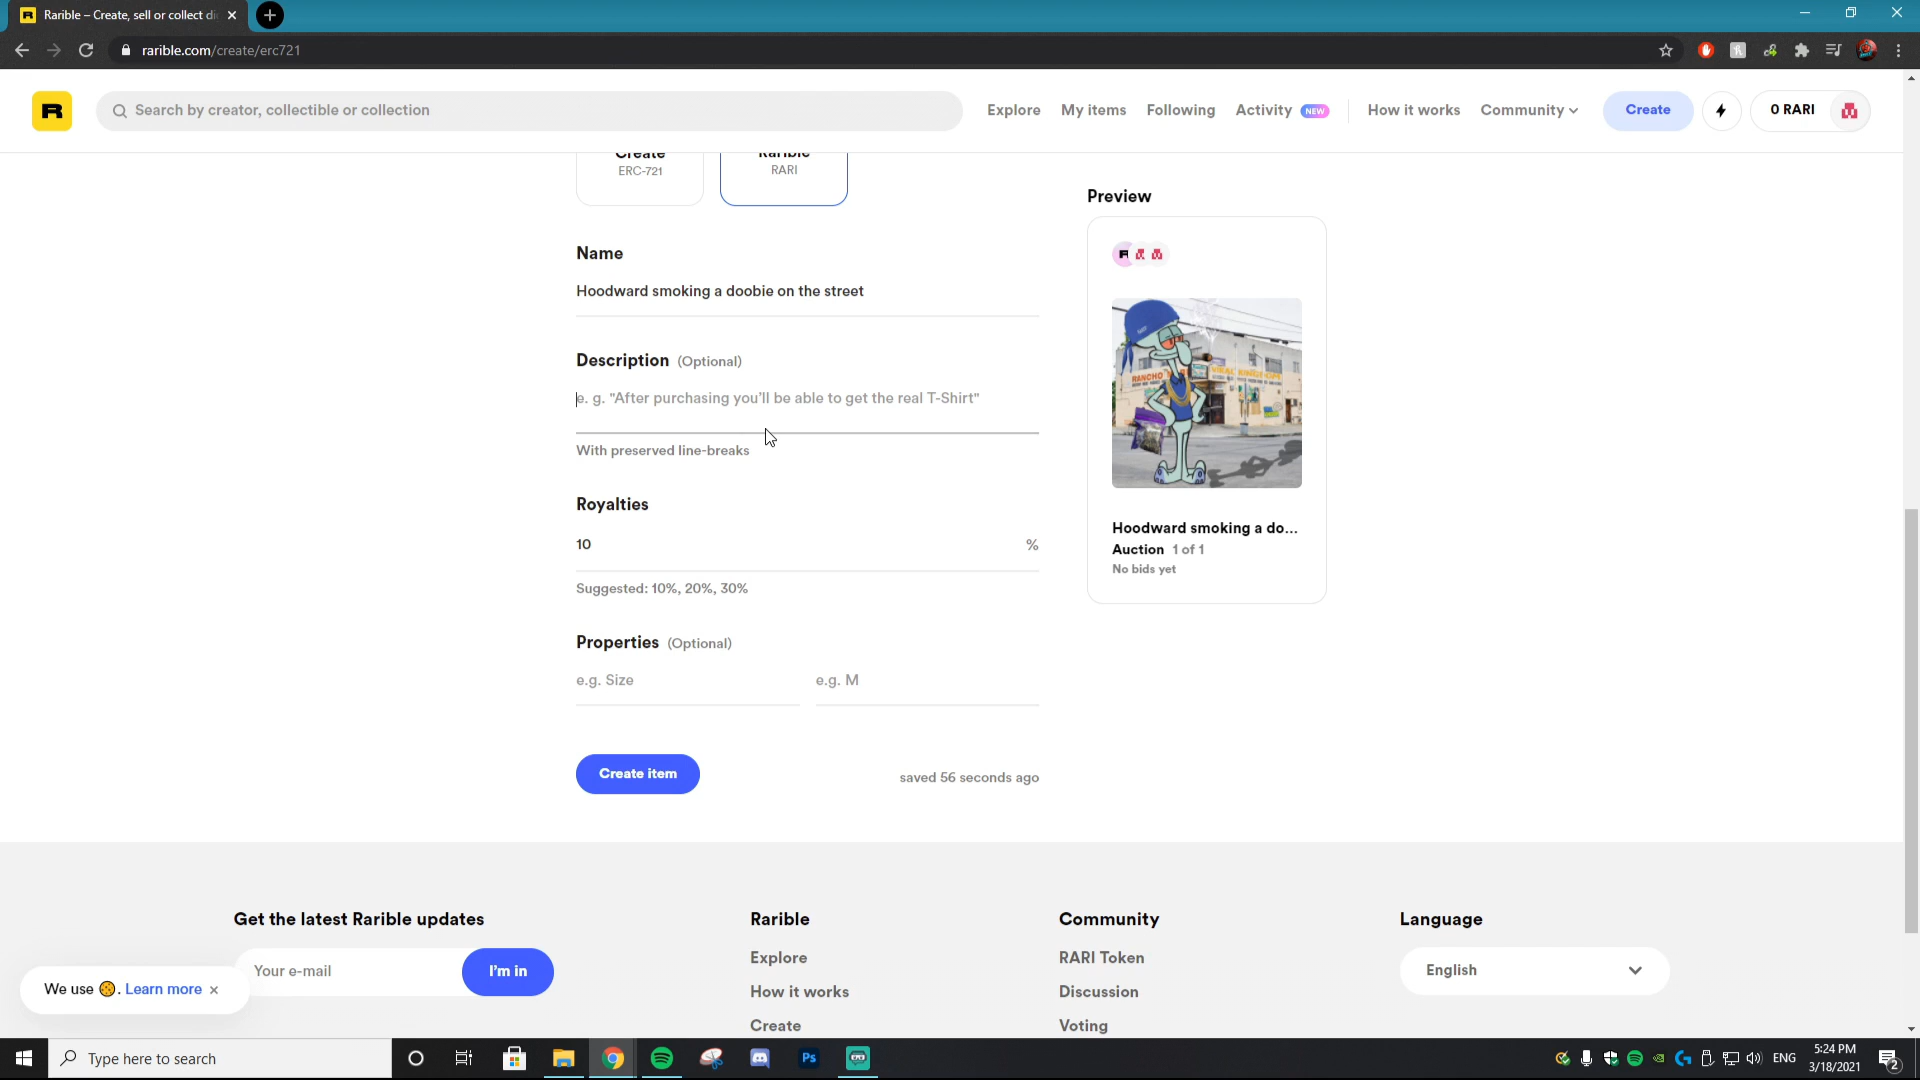 Rarible – Create, sell or collect di
rarible.com/create/erc721
R
Search by creator, collectible or collection
Explore
My items
Following
Activity NEW
How it works
Community
Create
0 RARI
Create
ERC-721
Rarible
RARI
Name
Hoodward smoking a doobie on the street
Description (Optional)
e. g. "After purchasing you'll be able to get the real T-Shirt"
With preserved line-breaks
Royalties
10 %
Suggested: 10%, 20%, 30%
Properties (Optional)
e.g. Size
e.g. M
Create item
saved 56 seconds ago
Preview
RANCHO
Hoodward smoking a do...
Auction 1 of 1
No bids yet
Get the latest Rarible updates
Your e-mail
I'm in
We use 🍪. Learn more ×
Rarible
Explore
How it works
Create
Community
RARI Token
Discussion
Voting
Language
English
Type here to search
Ps
ENG
5:24 PM
3/18/2021
2